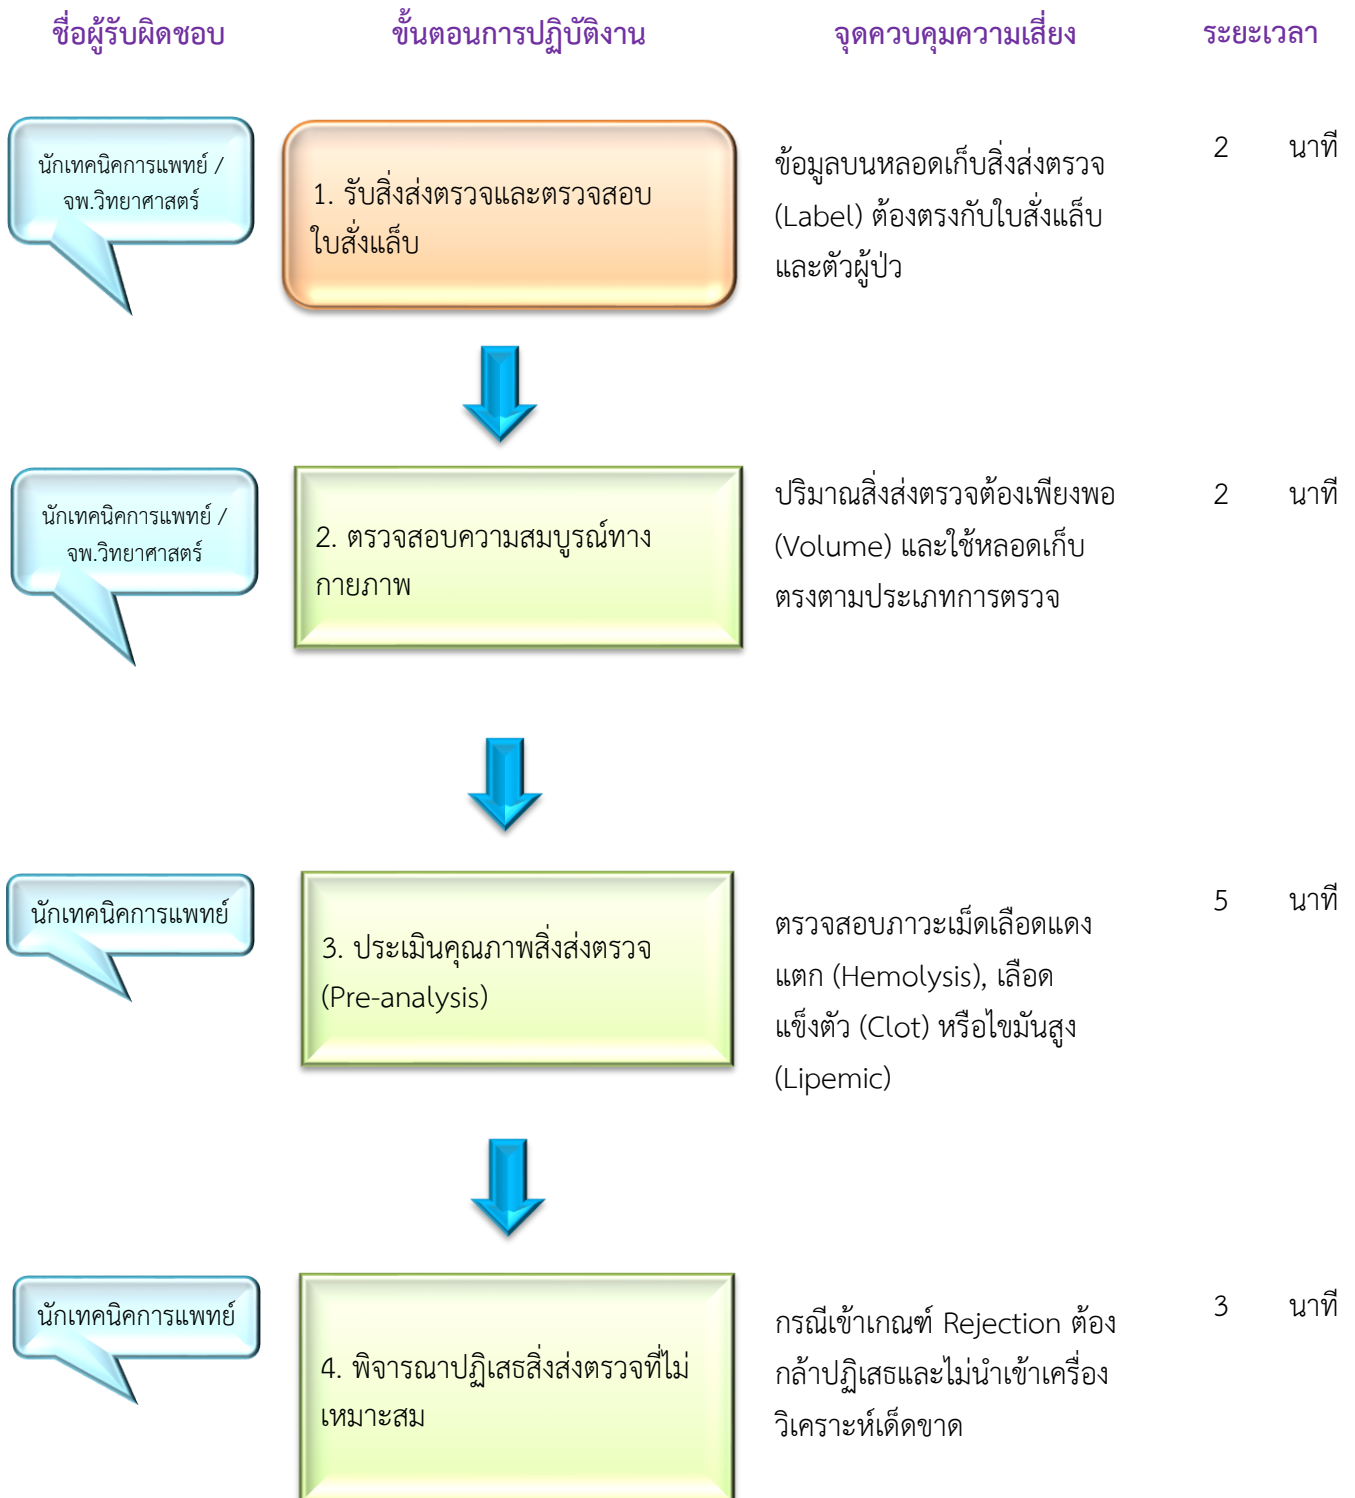 ชื่อผู้รับผิดชอบ ขั้นตอนการปฏิบัติงาน จุดควบคุมความเสี่ยง ระยะเวลา
นักเทคนิคการแพทย์ /
จพ.วิทยาศาสตร์
1. รับสิ่งส่งตรวจและตรวจสอบ
ใบสั่งแล็บ
ข้อมูลบนหลอดเก็บสิ่งส่งตรวจ
(Label) ต้องตรงกับใบสั่งแล็บ
และตัวผู้ป่ว
2 นาที
นักเทคนิคการแพทย์ /
จพ.วิทยาศาสตร์
2. ตรวจสอบความสมบูรณ์ทาง
กายภาพ
ปริมาณสิ่งส่งตรวจต้องเพียงพอ
(Volume) และใช้หลอดเก็บ
ตรงตามประเภทการตรวจ
2 นาที
นักเทคนิคการแพทย์
3. ประเมินคุณภาพสิ่งส่งตรวจ
(Pre-analysis)
ตรวจสอบภาวะเม็ดเลือดแดง
แตก (Hemolysis), เลือด
แข็งตัว (Clot) หรือไขมันสูง
(Lipemic)
5 นาที
นักเทคนิคการแพทย์
4. พิจารณาปฏิเสธสิ่งส่งตรวจที่ไม่
เหมาะสม
กรณีเข้าเกณฑ์ Rejection ต้อง
กล้าปฏิเสธและไม่นำเข้าเครื่อง
วิเคราะห์เด็ดขาด
3 นาที